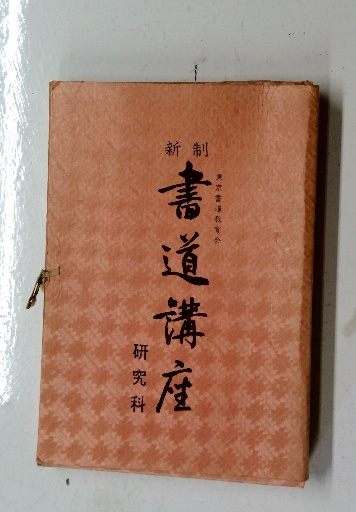 新制
東京書道教育会
書道講座
研究科